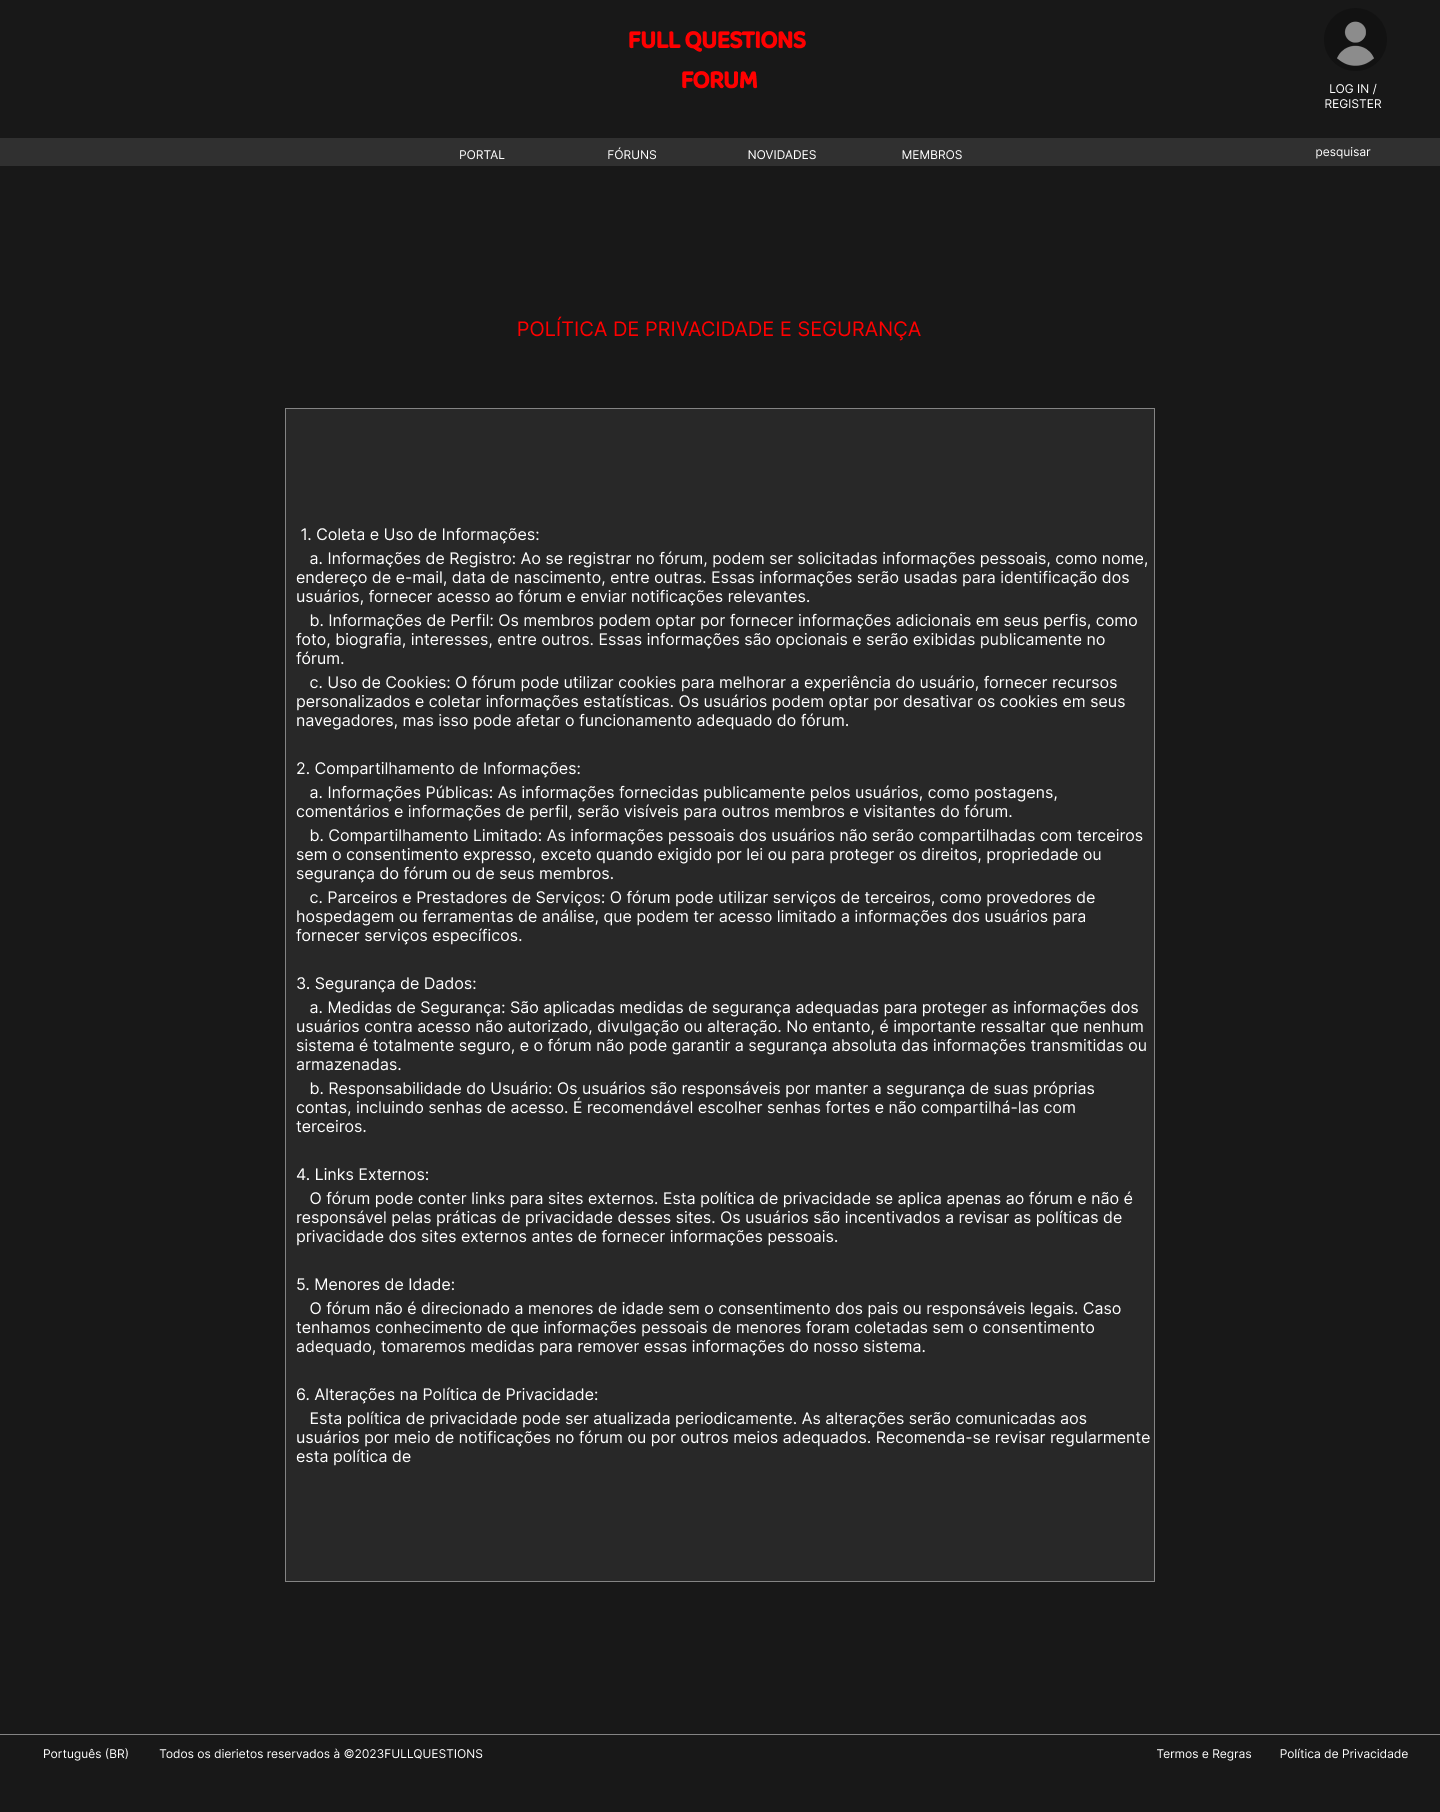 FULL QUESTIONS
FORUM
LOG IN /
REGISTER
PORTAL
FÓRUNS
NOVIDADES
MEMBROS
pesquisar
POLÍTICA DE PRIVACIDADE E SEGURANÇA
1. Coleta e Uso de Informações:
a. Informações de Registro: Ao se registrar no fórum, podem ser solicitadas informações pessoais, como nome,
endereço de e-mail, data de nascimento, entre outras. Essas informações serão usadas para identificação dos
usuários, fornecer acesso ao fórum e enviar notificações relevantes.
b. Informações de Perfil: Os membros podem optar por fornecer informações adicionais em seus perfis, como
foto, biografia, interesses, entre outros. Essas informações são opcionais e serão exibidas publicamente no
fórum.
c. Uso de Cookies: O fórum pode utilizar cookies para melhorar a experiência do usuário, fornecer recursos
personalizados e coletar informações estatísticas. Os usuários podem optar por desativar os cookies em seus
navegadores, mas isso pode afetar o funcionamento adequado do fórum.
2. Compartilhamento de Informações:
a. Informações Públicas: As informações fornecidas publicamente pelos usuários, como postagens,
comentários e informações de perfil, serão visíveis para outros membros e visitantes do fórum.
b. Compartilhamento Limitado: As informações pessoais dos usuários não serão compartilhadas com terceiros
sem o consentimento expresso, exceto quando exigido por lei ou para proteger os direitos, propriedade ou
segurança do fórum ou de seus membros.
c. Parceiros e Prestadores de Serviços: O fórum pode utilizar serviços de terceiros, como provedores de
hospedagem ou ferramentas de análise, que podem ter acesso limitado a informações dos usuários para
fornecer serviços específicos.
3. Segurança de Dados:
a. Medidas de Segurança: São aplicadas medidas de segurança adequadas para proteger as informações dos
usuários contra acesso não autorizado, divulgação ou alteração. No entanto, é importante ressaltar que nenhum
sistema é totalmente seguro, e o fórum não pode garantir a segurança absoluta das informações transmitidas ou
armazenadas.
b. Responsabilidade do Usuário: Os usuários são responsáveis por manter a segurança de suas próprias
contas, incluindo senhas de acesso. É recomendável escolher senhas fortes e não compartilhá-las com
terceiros.
4. Links Externos:
O fórum pode conter links para sites externos. Esta política de privacidade se aplica apenas ao fórum e não é
responsável pelas práticas de privacidade desses sites. Os usuários são incentivados a revisar as políticas de
privacidade dos sites externos antes de fornecer informações pessoais.
5. Menores de Idade:
O fórum não é direcionado a menores de idade sem o consentimento dos pais ou responsáveis legais. Caso
tenhamos conhecimento de que informações pessoais de menores foram coletadas sem o consentimento
adequado, tomaremos medidas para remover essas informações do nosso sistema.
6. Alterações na Política de Privacidade:
Esta política de privacidade pode ser atualizada periodicamente. As alterações serão comunicadas aos
usuários por meio de notificações no fórum ou por outros meios adequados. Recomenda-se revisar regularmente
esta política de
Português (BR)
Todos os dierietos reservados à ©2023FULLQUESTIONS
Termos e Regras
Política de Privacidade